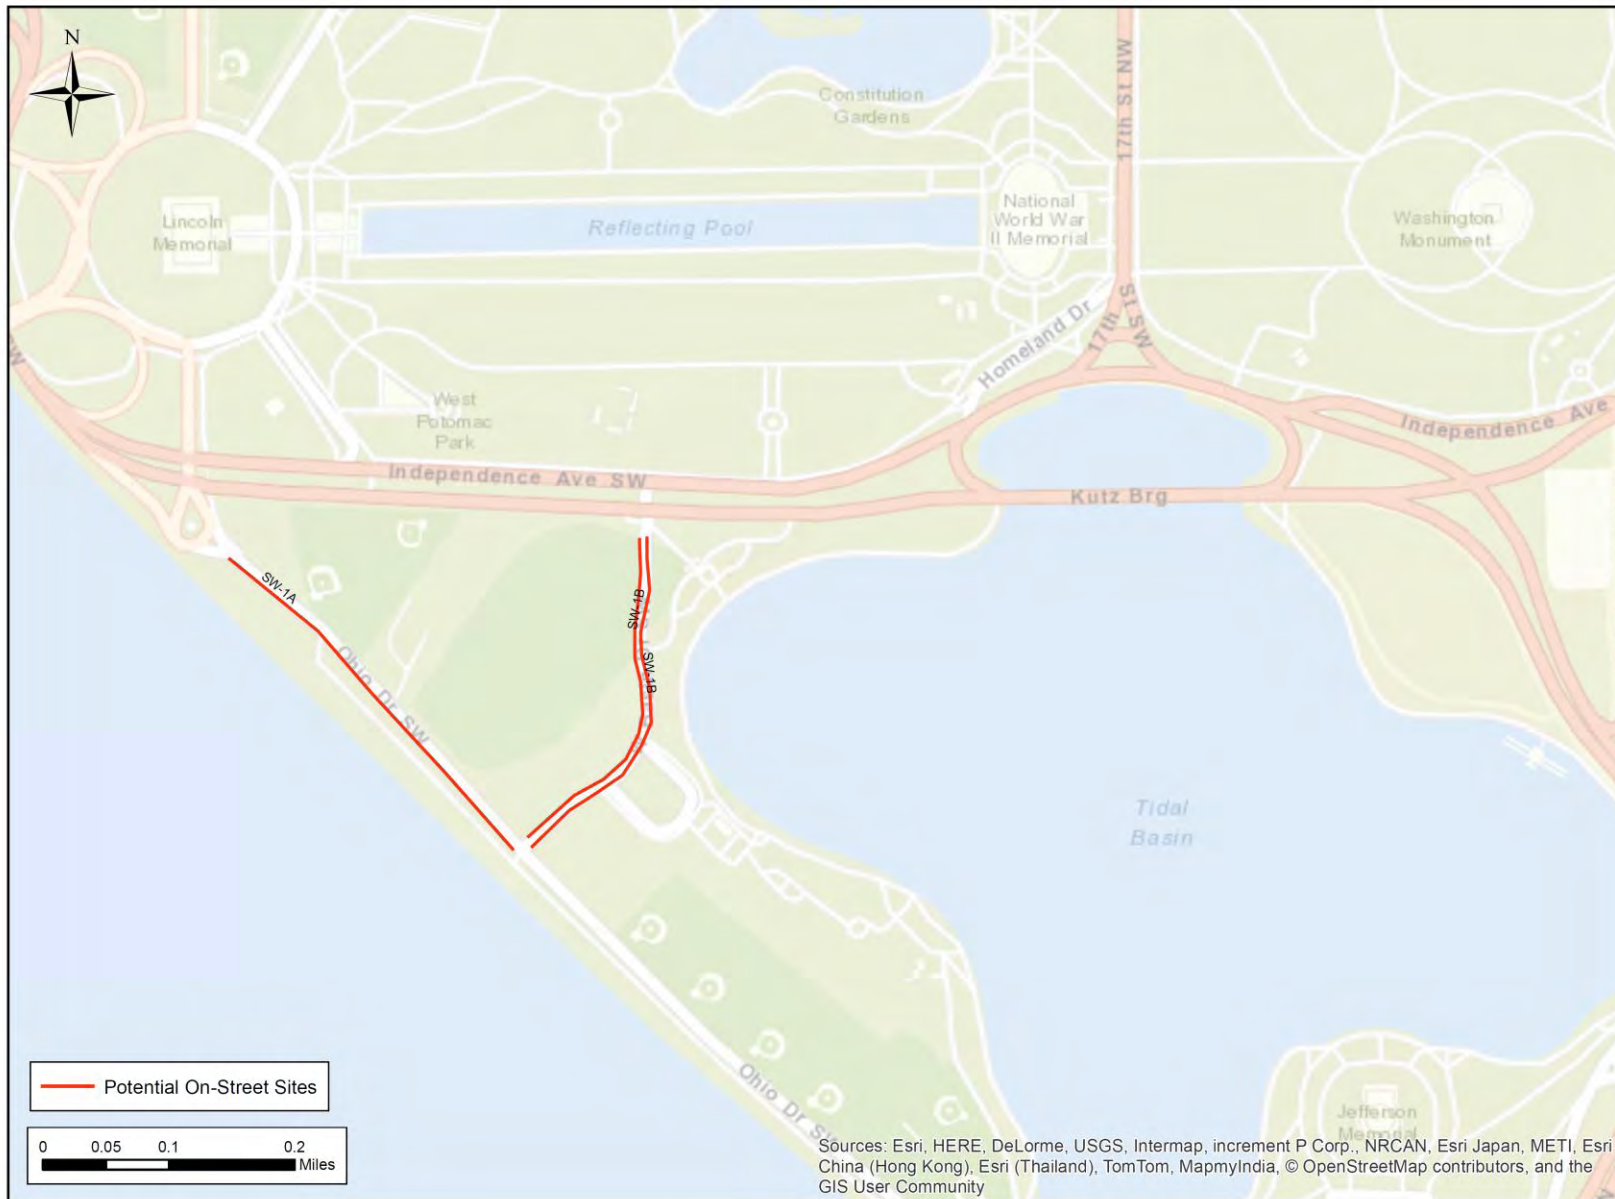 N
Constitution
Gardens
17th St NW
Lincoln
Memorial
Reflecting Pool
National
World War
II Memorial
Washington
Monument
17th St SW
Homeland Dr
West
Potomac
Park
Independence Ave SW
Independence Ave
Kutz Brg
SW
SW-1A
SW-1B
SW-1B
Ohio Dr SW
Tidal
Basin
Ohio Dr SW
Jefferson
Memorial
Potential On-Street Sites
0 0.05 0.1 0.2
Miles
Sources: Esri, HERE, DeLorme, USGS, Intermap, increment P Corp., NRCAN, Esri Japan, METI, Esri
China (Hong Kong), Esri (Thailand), TomTom, MapmyIndia, © OpenStreetMap contributors, and the
GIS User Community